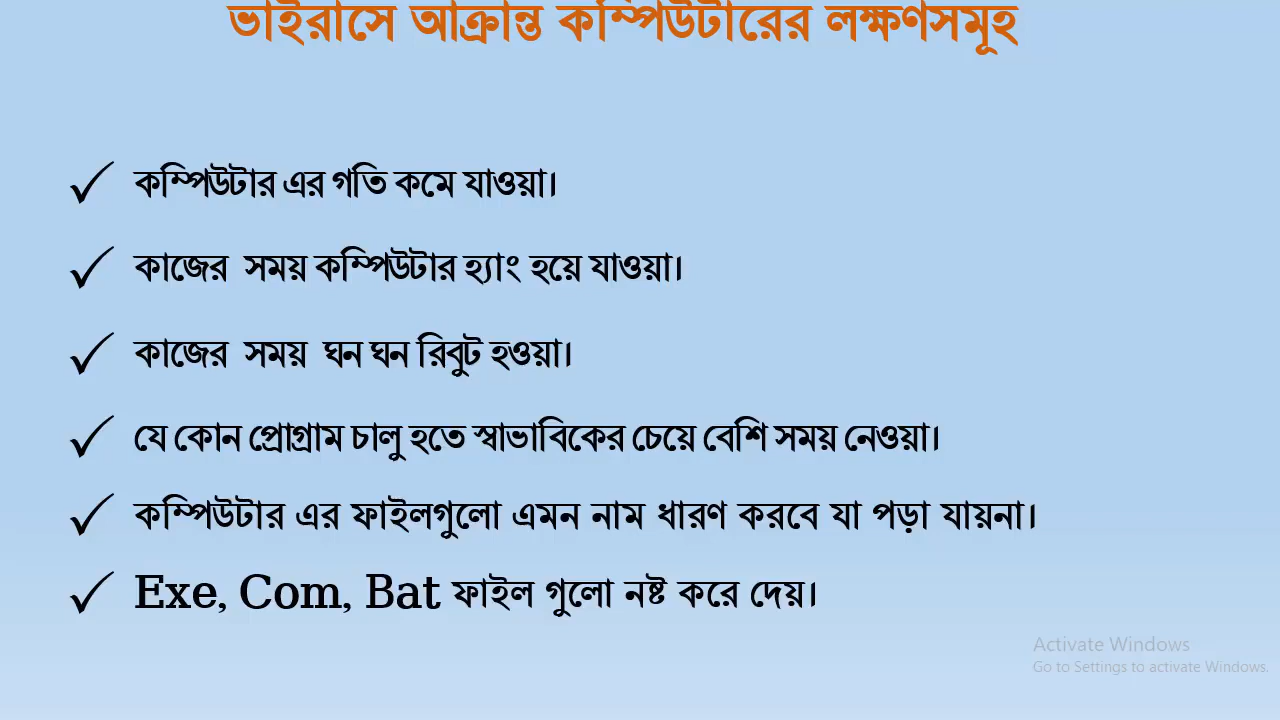 ভাইরাসে আক্রান্ত কম্পিউটারের লক্ষণসমূহ
✓ কম্পিউটার এর গতি কমে যাওয়া।
✓ কাজের সময় কম্পিউটার হ্যাং হয়ে যাওয়া।
✓ কাজের সময় ঘন ঘন রিবুট হওয়া।
✓ যে কোন প্রোগ্রাম চালু হতে স্বাভাবিকের চেয়ে বেশি সময় নেওয়া।
✓ কম্পিউটার এর ফাইলগুলো এমন নাম ধারণ করবে যা পড়া যায়না।
✓ Exe, Com, Bat ফাইল গুলো নষ্ট করে দেয়।
Activate Windows
Go to Settings to activate Windows.